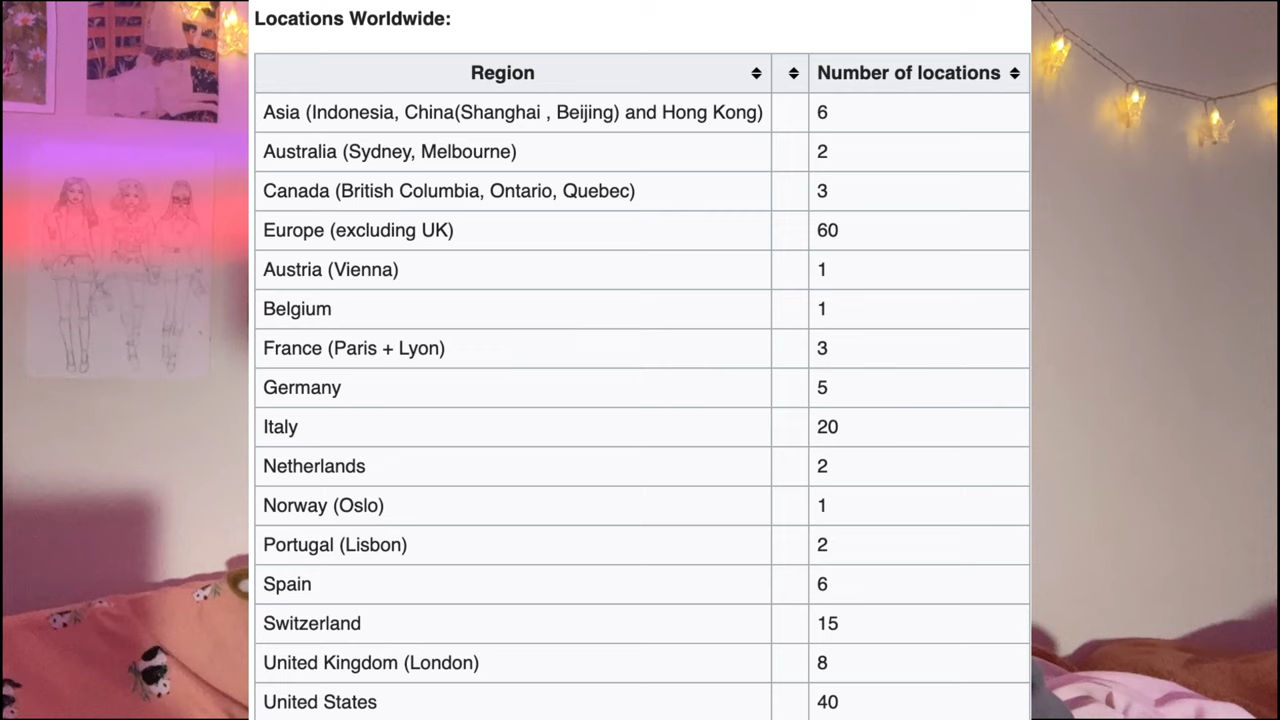 Locations Worldwide:
Region Number of locations
Asia (Indonesia, China(Shanghai , Beijing) and Hong Kong) 6
Australia (Sydney, Melbourne) 2
Canada (British Columbia, Ontario, Quebec) 3
Europe (excluding UK) 60
Austria (Vienna) 1
Belgium 1
France (Paris + Lyon) 3
Germany 5
Italy 20
Netherlands 2
Norway (Oslo) 1
Portugal (Lisbon) 2
Spain 6
Switzerland 15
United Kingdom (London) 8
United States 40